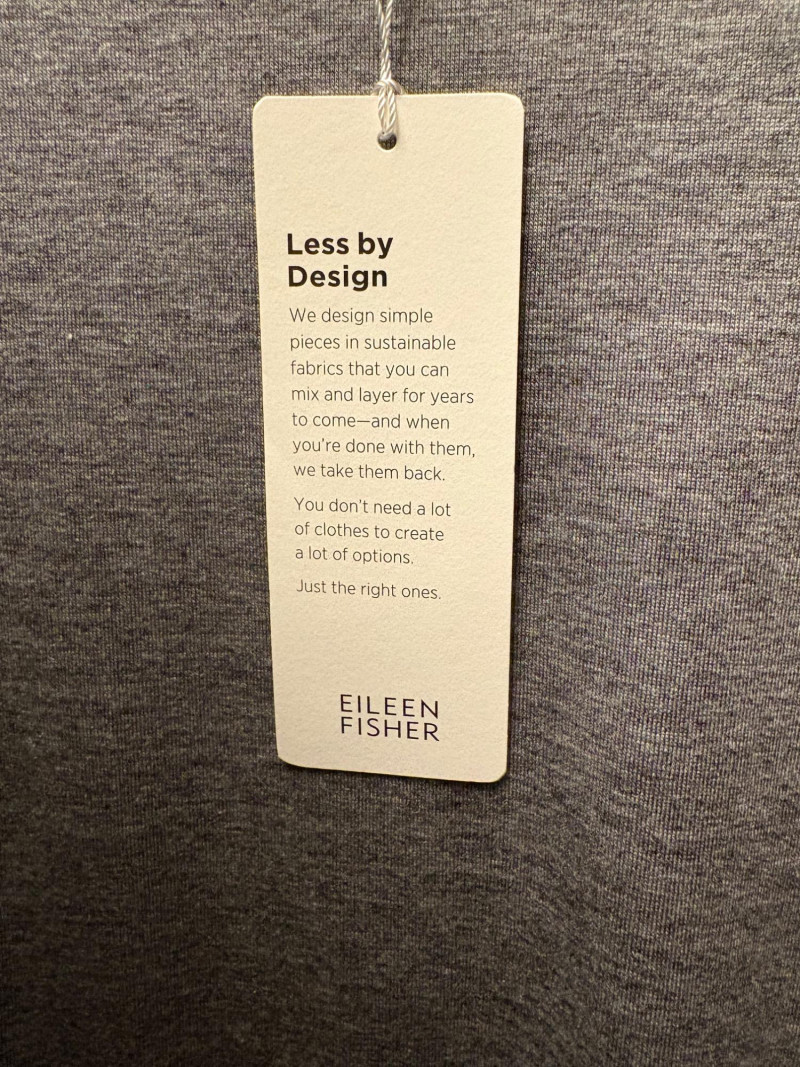 Less by
Design
We design simple
pieces in sustainable
fabrics that you can
mix and layer for years
to come—and when
you're done with them,
we take them back.
You don't need a lot
of clothes to create
a lot of options.
Just the right ones.
EILEEN
FISHER